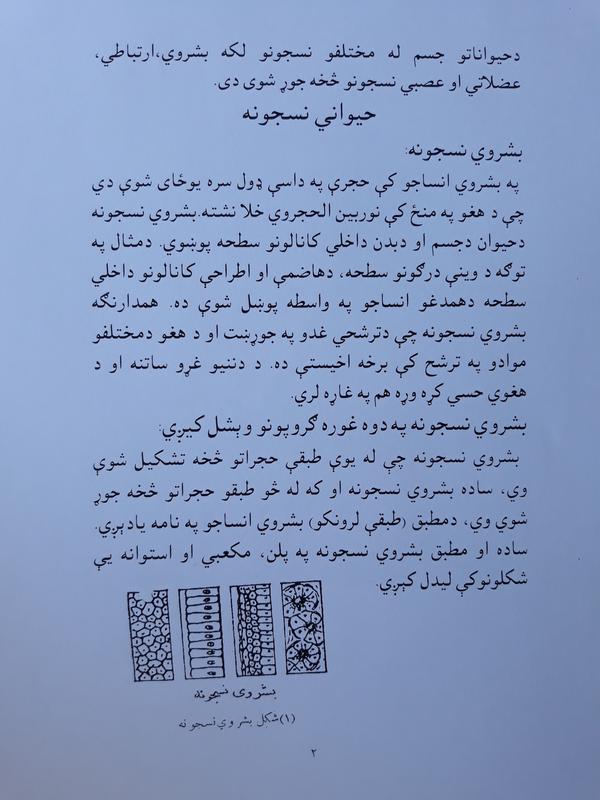 دحیواناتو جسم له مختلفو نسجونو لکه بشروي،ارتباطي،
عضلاتي او عصبي نسجونو څخه جوړ شوی دی.
حیواني نسجونه
بشروي نسجونه:
په بشروي انساجو کې حجرې په داسې ډول سره یوځای شوې دي
چې د هغو په منځ کې نوربین الحجروي خلا نشته.بشروي نسجونه
دحیوان دجسم او دبدن داخلي کانالونو سطحه پوښوي. دمثال په
توګه د وینې درګونو سطحه، دهاضمې او اطراحې کانالونو داخلي
سطحه دهمدغو انساجو په واسطه پوښل شوې ده. همدارنګه
بشروي نسجونه چې دترشحي غدو په جوړښت او د هغو دمختلفو
موادو په ترشح کې برخه اخیستې ده. د دننیو غړو ساتنه او د
هغوي حسي کړه وړه هم په غاړه لري.
بشروي نسجونه په دوه غوره ګروپونو وېشل کیږي:
بشروي نسجونه چې له یوې طبقې حجراتو څخه تشکیل شوې
وي، ساده بشروي نسجونه او که له څو طبقو حجراتو څخه جوړ
شوي وي، دمطبق (طبقې لرونکو) بشروي انساجو په نامه یادېږي.
ساده او مطبق بشروي نسجونه په پلن، مکعبي او استوانه یې
شکلونوکې لیدل کېږي.
بشروی نسجونه
(۱)شکل بشروي نسجونه
۲